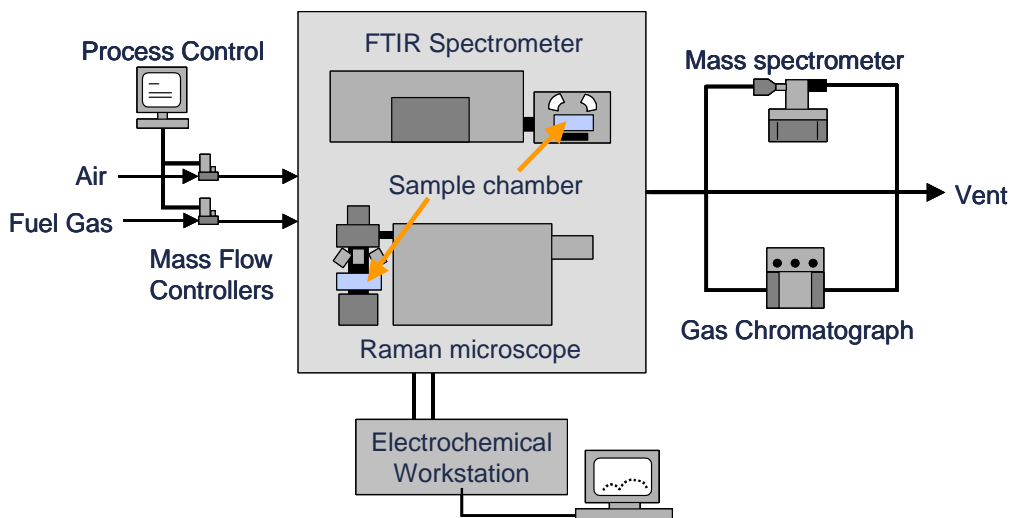 Process Control
FTIR Spectrometer
Mass spectrometer
Air
Sample chamber
Vent
Fuel Gas
Mass Flow
Controllers
Gas Chromatograph
Raman microscope
Electrochemical
Workstation